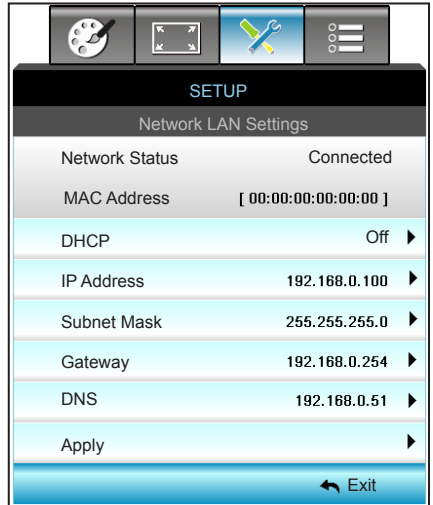 SETUP
Network LAN Settings
Network Status Connected
MAC Address [ 00:00:00:00:00:00 ]
DHCP Off
IP Address 192.168.0.100
Subnet Mask 255.255.255.0
Gateway 192.168.0.254
DNS 192.168.0.51
Apply
Exit